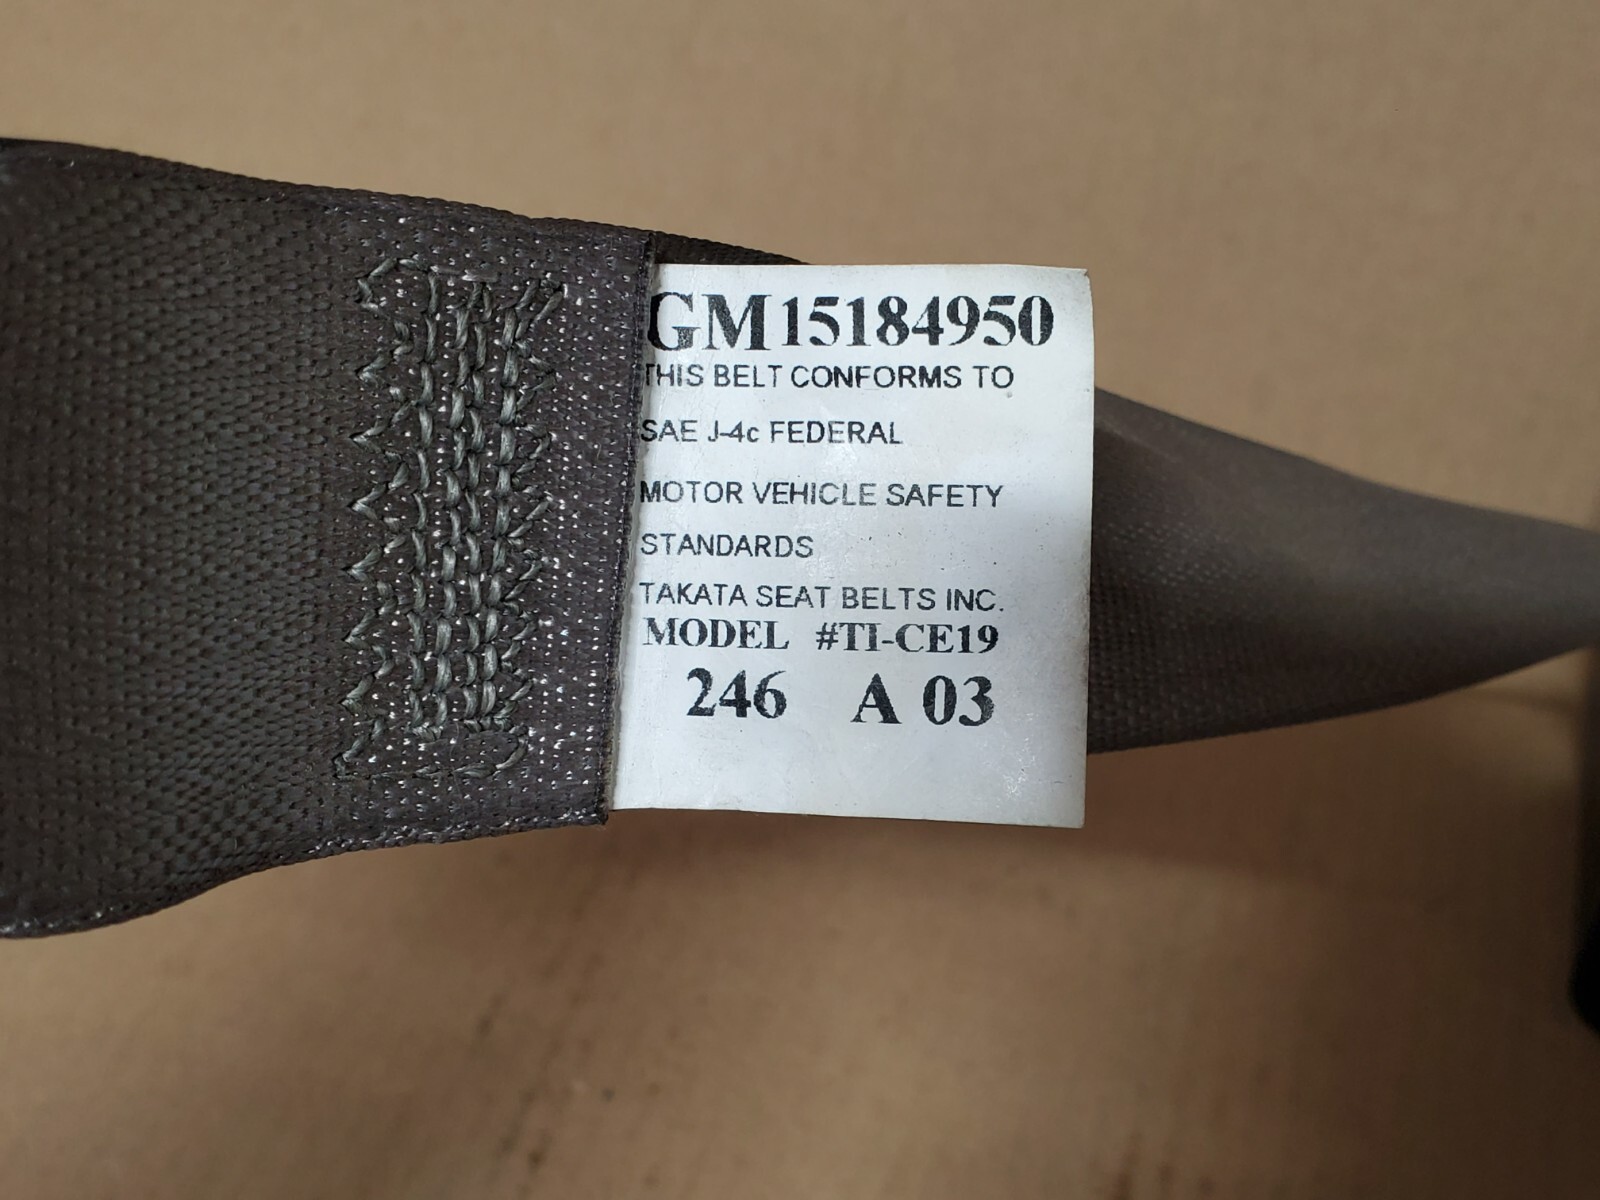 GM15184950
THIS BELT CONFORMS TO
SAE J-4c FEDERAL
MOTOR VEHICLE SAFETY
STANDARDS
TAKATA SEAT BELTS INC.
MODEL #TI-CE19
246 A 03